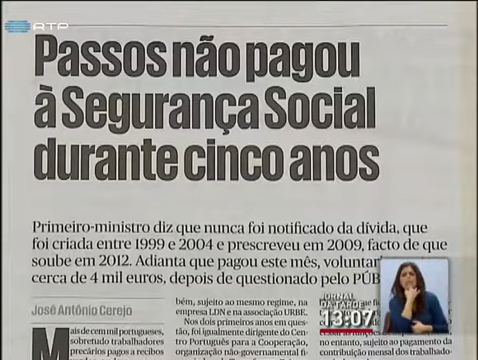 RTP
Passos não pagou
à Segurança Social
durante cinco anos
Primeiro-ministro diz que nunca foi notificado da dívida, que
foi criada entre 1999 e 2004 e prescreveu em 2009, facto de que
soube em 2012. Adianta que pagou este mês, voluntari
cerca de 4 mil euros, depois de questionado pelo PÚB
José António Cerejo
Mais de cem mil portugueses,
sobretudo trabalhadores
precários pagos a recibos
bém, sujeito ao mesmo regime, na
empresa LDN e na associação URBE.
Nos dois primeiros anos em ques-
tão, foi igualmente dirigente do Cen-
tro Português para a Cooperação,
organização não-governamental fi-
JORNAL
DA TARDE
13:07
entanto, sujeito ao pagamento da
contribuição mensal dos trabalhado-